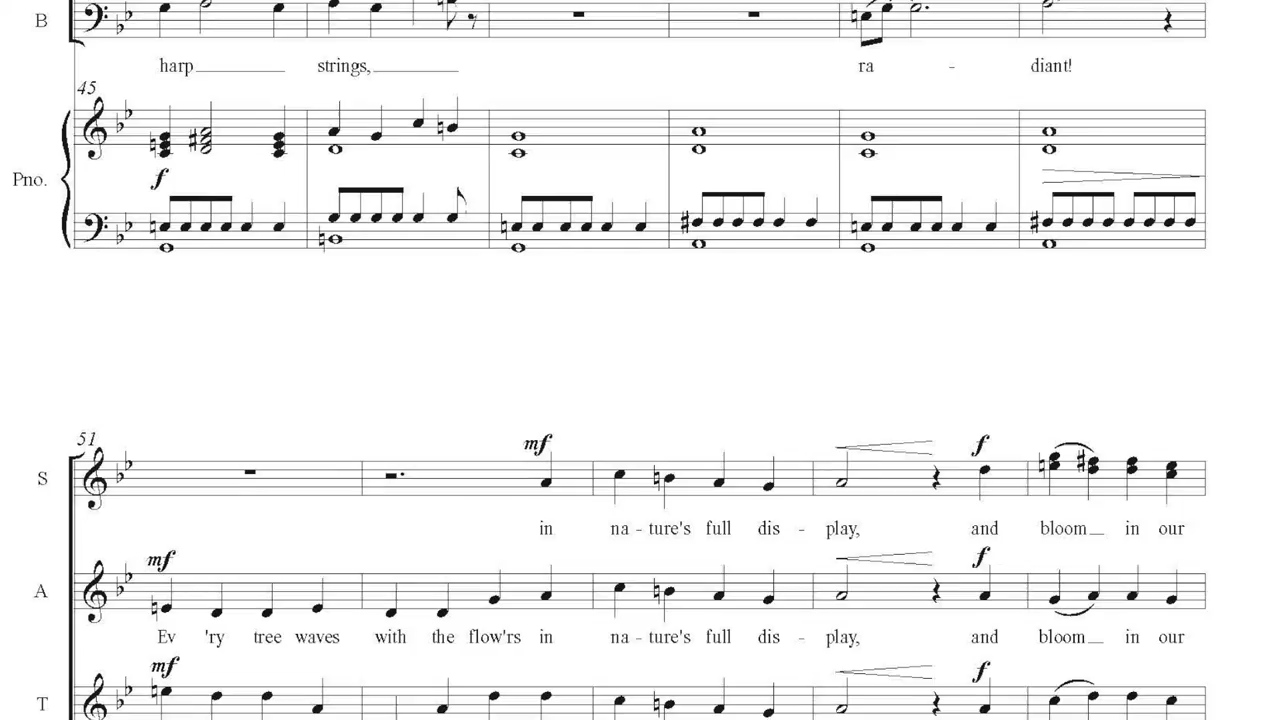 B
harp strings, ra - diant!
45
Pno.
f
51
mf f
S
in na - ture's full dis - play, and bloom in our
mf f
A
Ev 'ry tree waves with the flow'rs in na - ture's full dis - play, and bloom in our
mf f
T